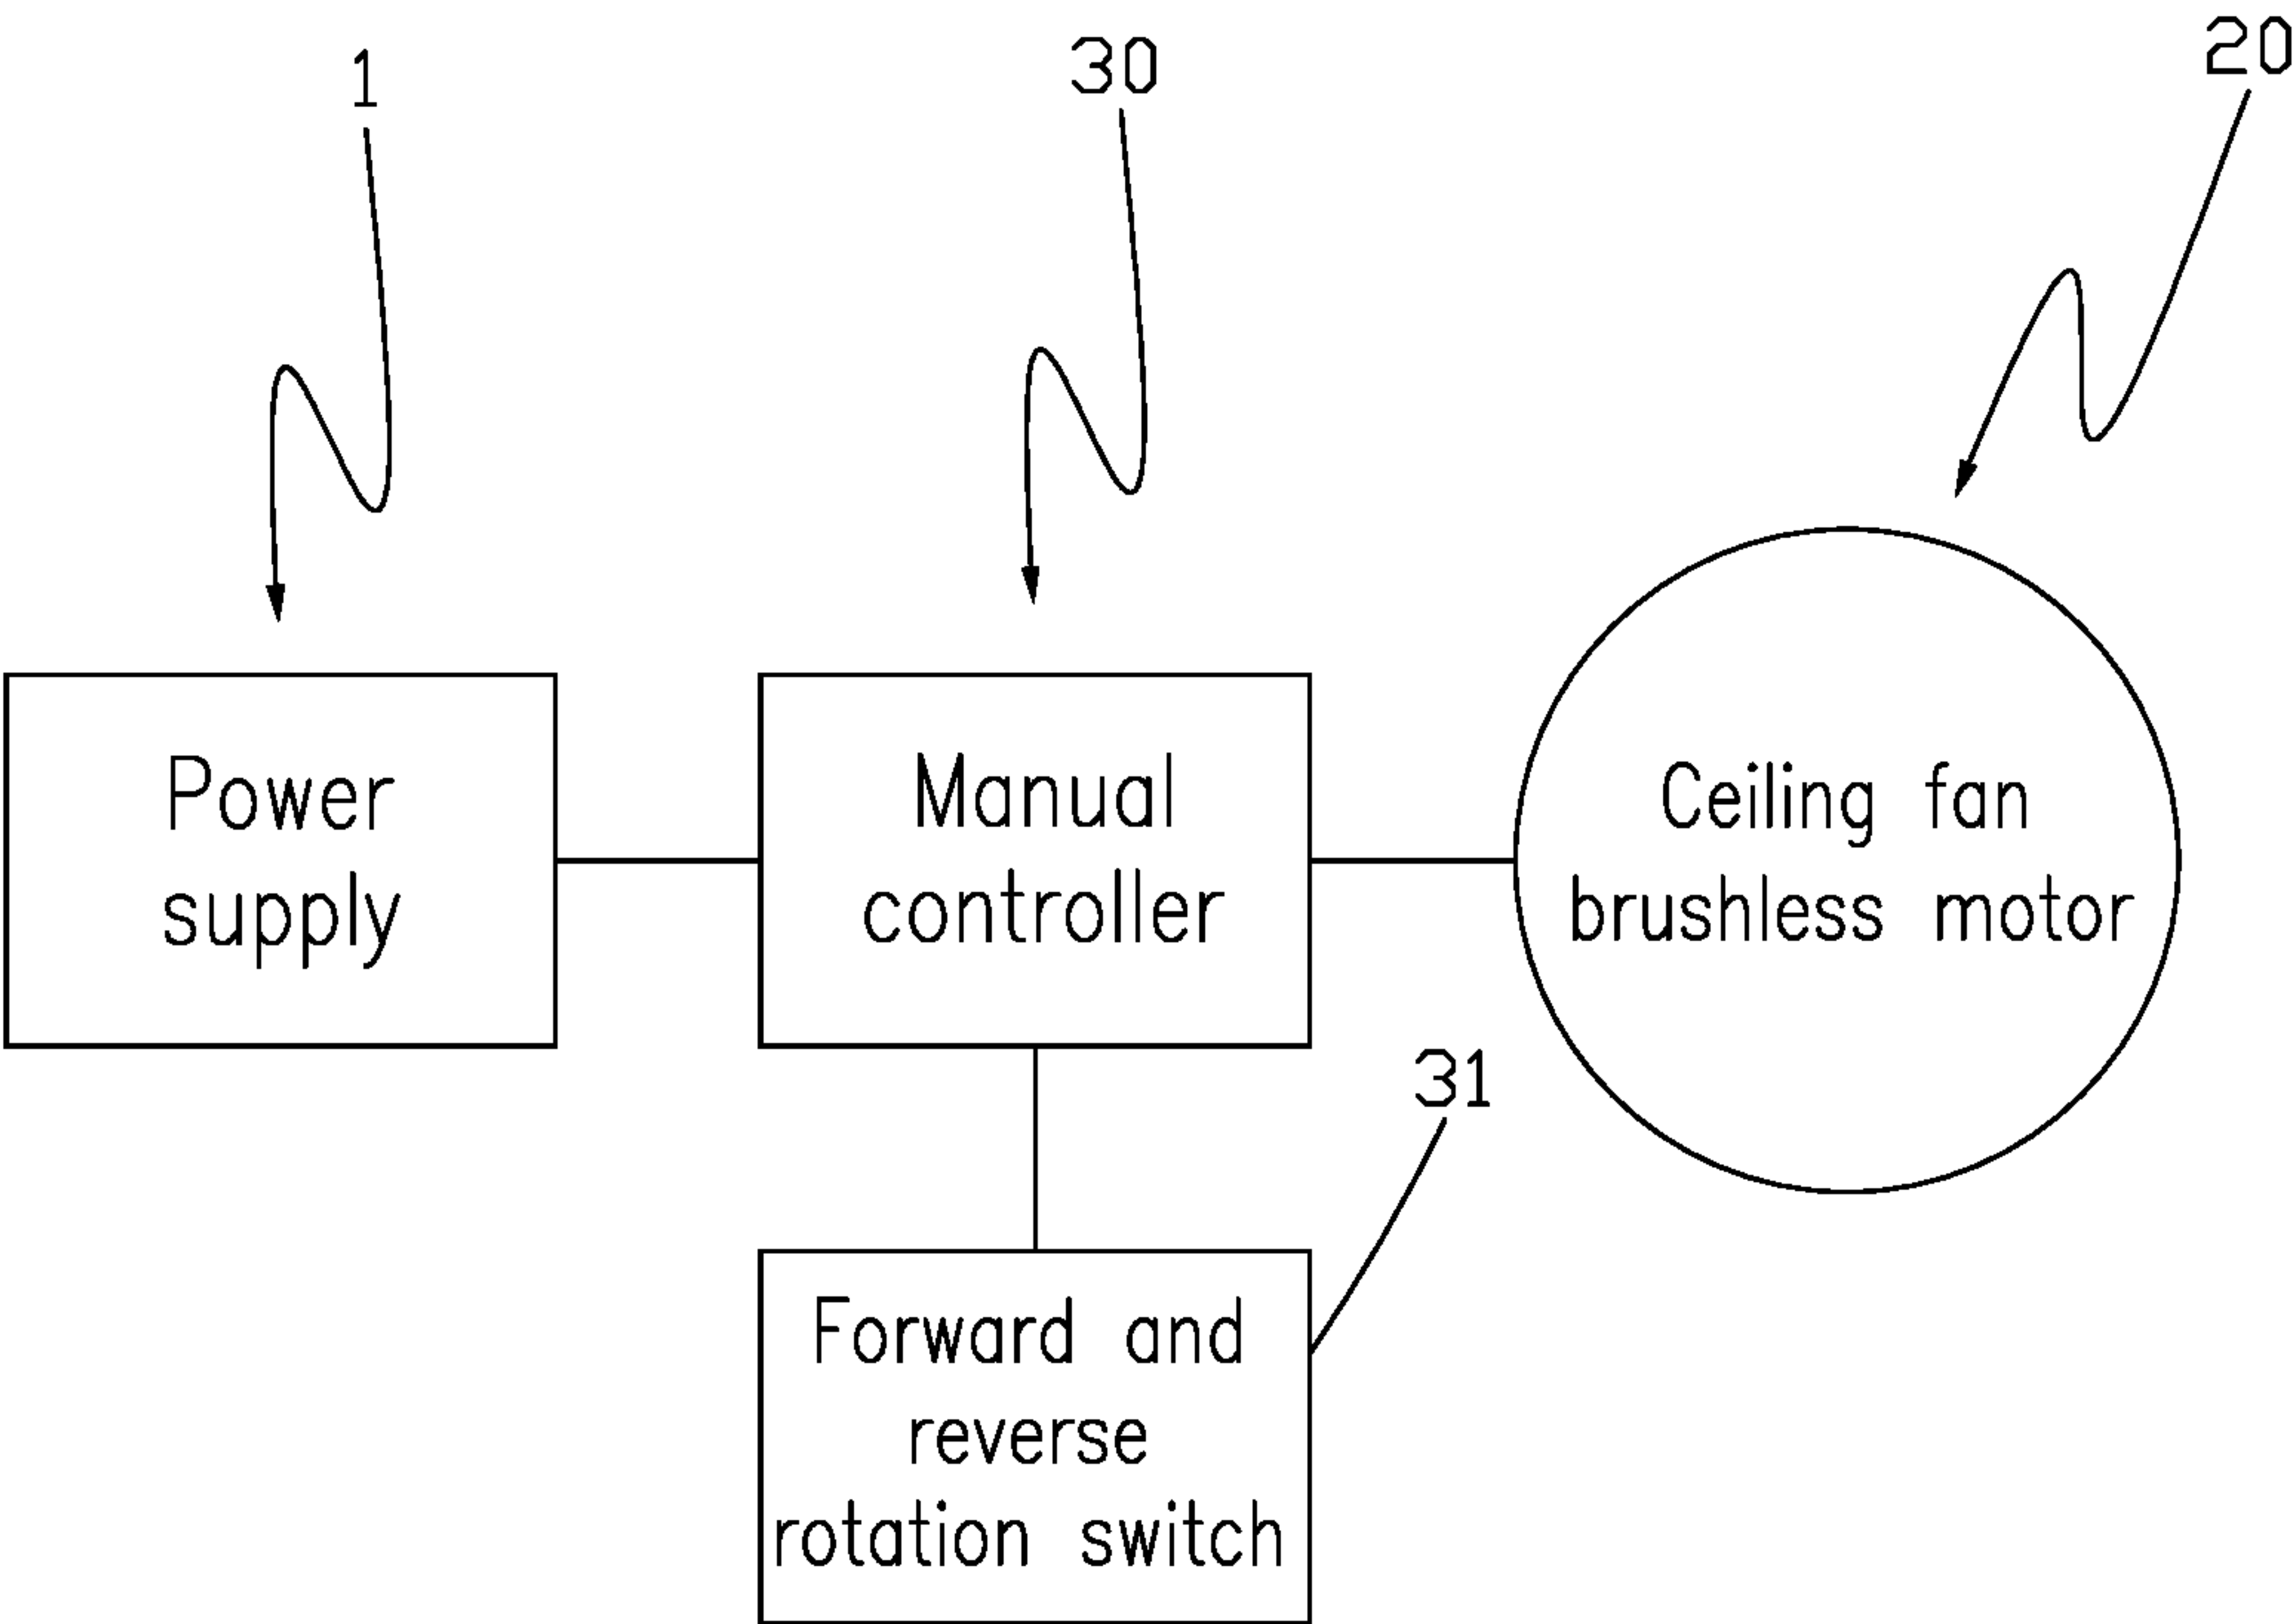 1
30
20
Power
supply
Manual
controller
Ceiling fan
brushless motor
31
Forward and
reverse
rotation switch